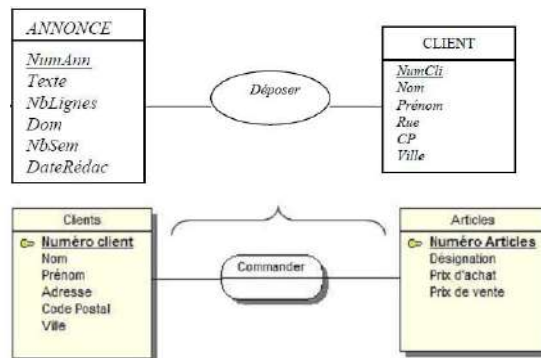 ANNONCE
NumAnn
Texte
NbLignes
Dom
NbSem
DateRédac
Déposer
CLIENT
NumCli
Nom
Prénom
Rue
CP
Ville
Clients
Numéro client
Nom
Prénom
Adresse
Code Postal
Ville
Commander
Articles
Numéro Articles
Désignation
Prix d'achat
Prix de vente